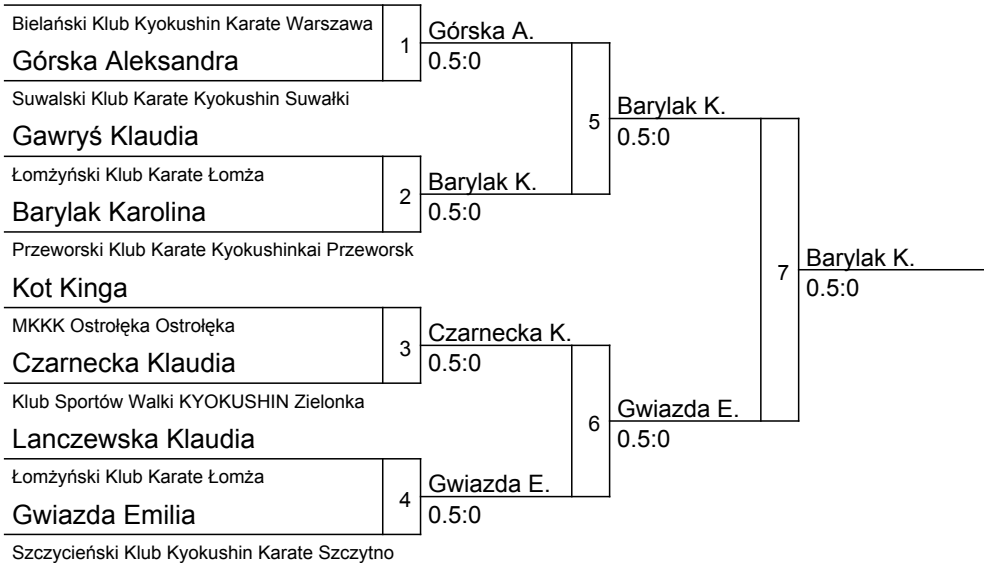 Bielański Klub Kyokushin Karate Warszawa
Górska Aleksandra
1
Górska A.
0.5:0
Suwalski Klub Karate Kyokushin Suwałki
Gawryś Klaudia
5
Barylak K.
0.5:0
Łomżyński Klub Karate Łomża
Barylak Karolina
2
Barylak K.
0.5:0
Przeworski Klub Karate Kyokushinkai Przeworsk
Kot Kinga
7
Barylak K.
0.5:0
MKKK Ostrołęka Ostrołęka
Czarnecka Klaudia
3
Czarnecka K.
0.5:0
Klub Sportów Walki KYOKUSHIN Zielonka
Lanczewska Klaudia
6
Gwiazda E.
0.5:0
Łomżyński Klub Karate Łomża
Gwiazda Emilia
4
Gwiazda E.
0.5:0
Szczycieński Klub Kyokushin Karate Szczytno